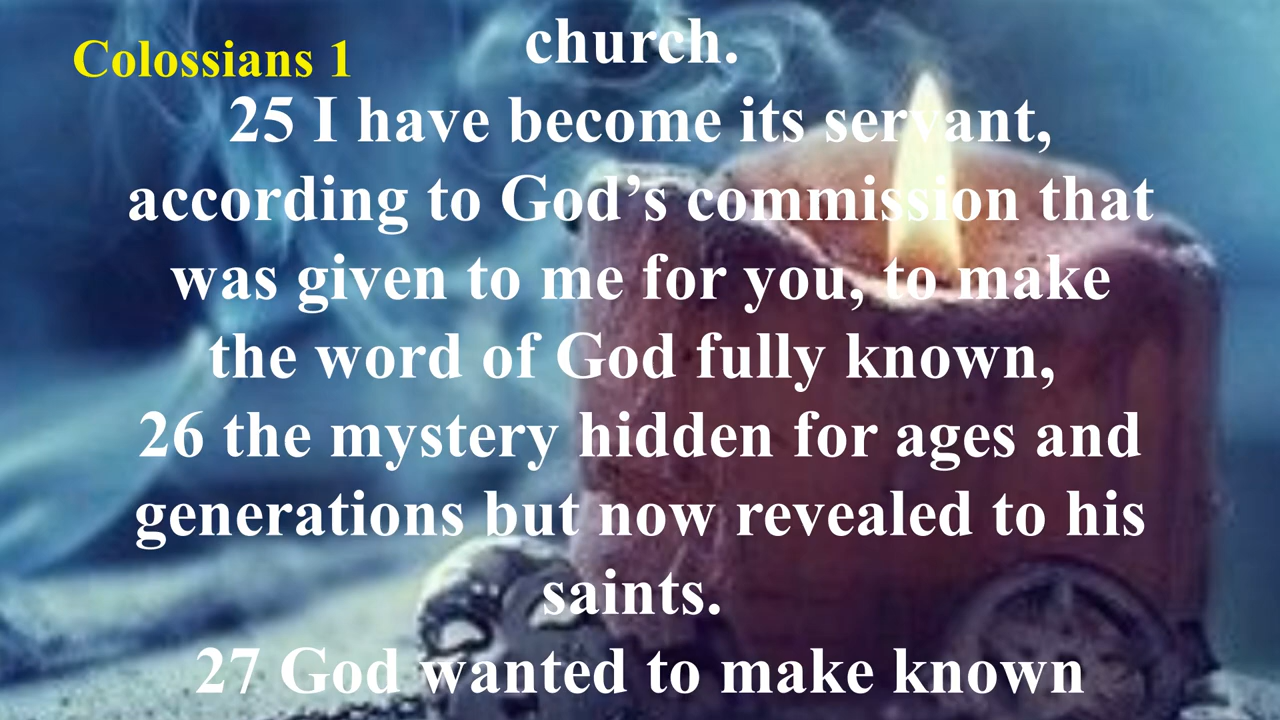 Colossians 1
church.
25 I have become its servant,
according to God’s commission that
was given to me for you, to make
the word of God fully known,
26 the mystery hidden for ages and
generations but now revealed to his
saints.
27 God wanted to make known